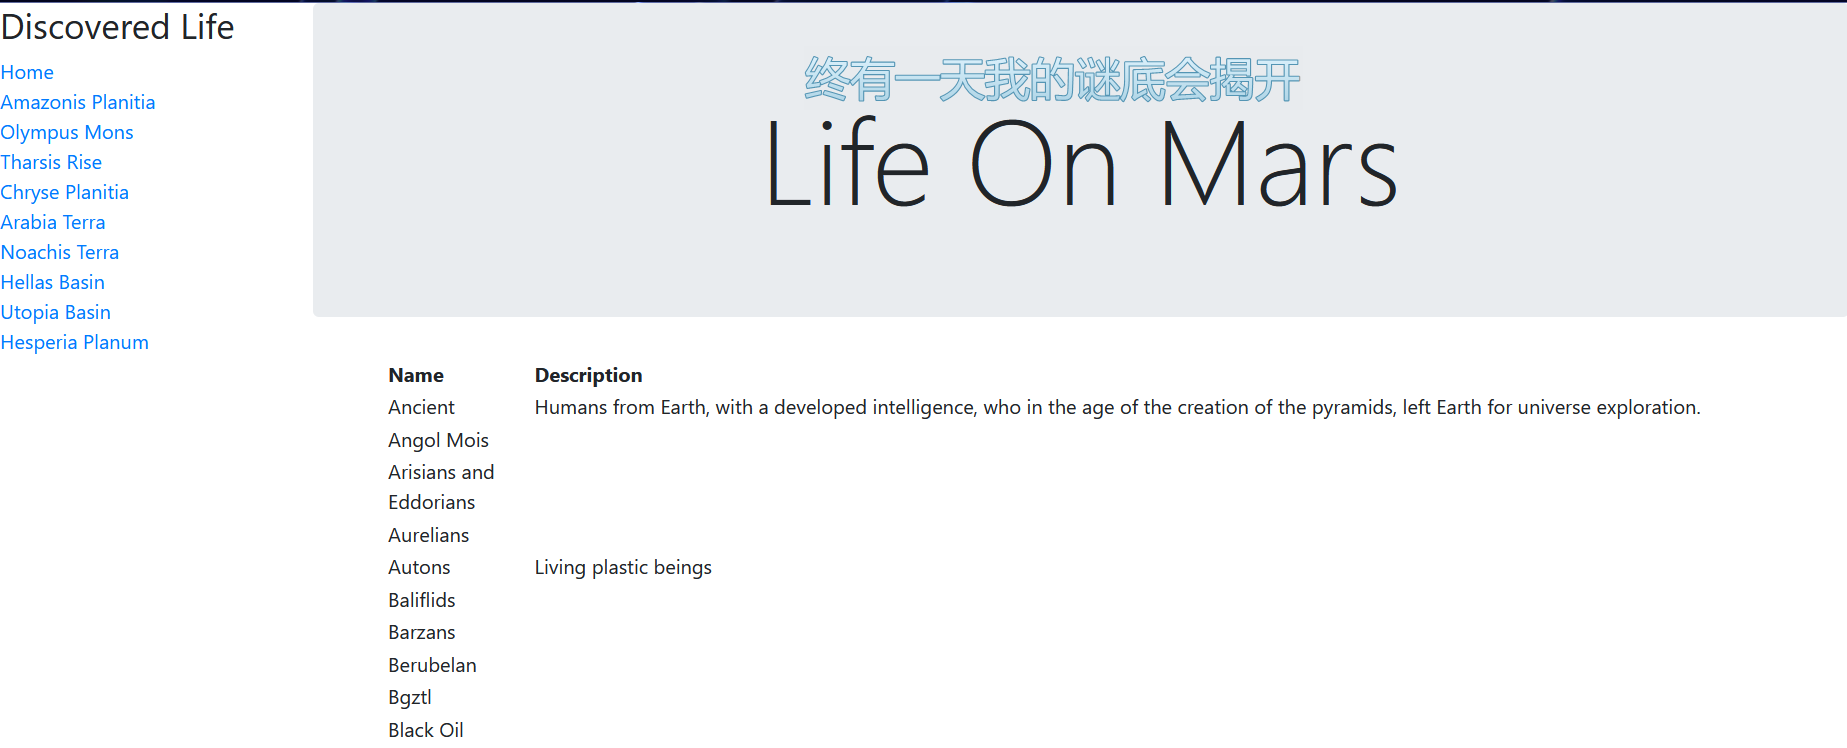 Discovered Life
Home
Amazonis Planitia
Olympus Mons
Tharsis Rise
Chryse Planitia
Arabia Terra
Noachis Terra
Hellas Basin
Utopia Basin
Hesperia Planum
终有一天我的谜底会揭开
Life On Mars
Name Description
Ancient Humans from Earth, with a developed intelligence, who in the age of the creation of the pyramids, left Earth for universe exploration.
Angol Mois
Arisians and
Eddorians
Aurelians
Autons Living plastic beings
Baliflids
Barzans
Berubelan
Bgztl
Black Oil